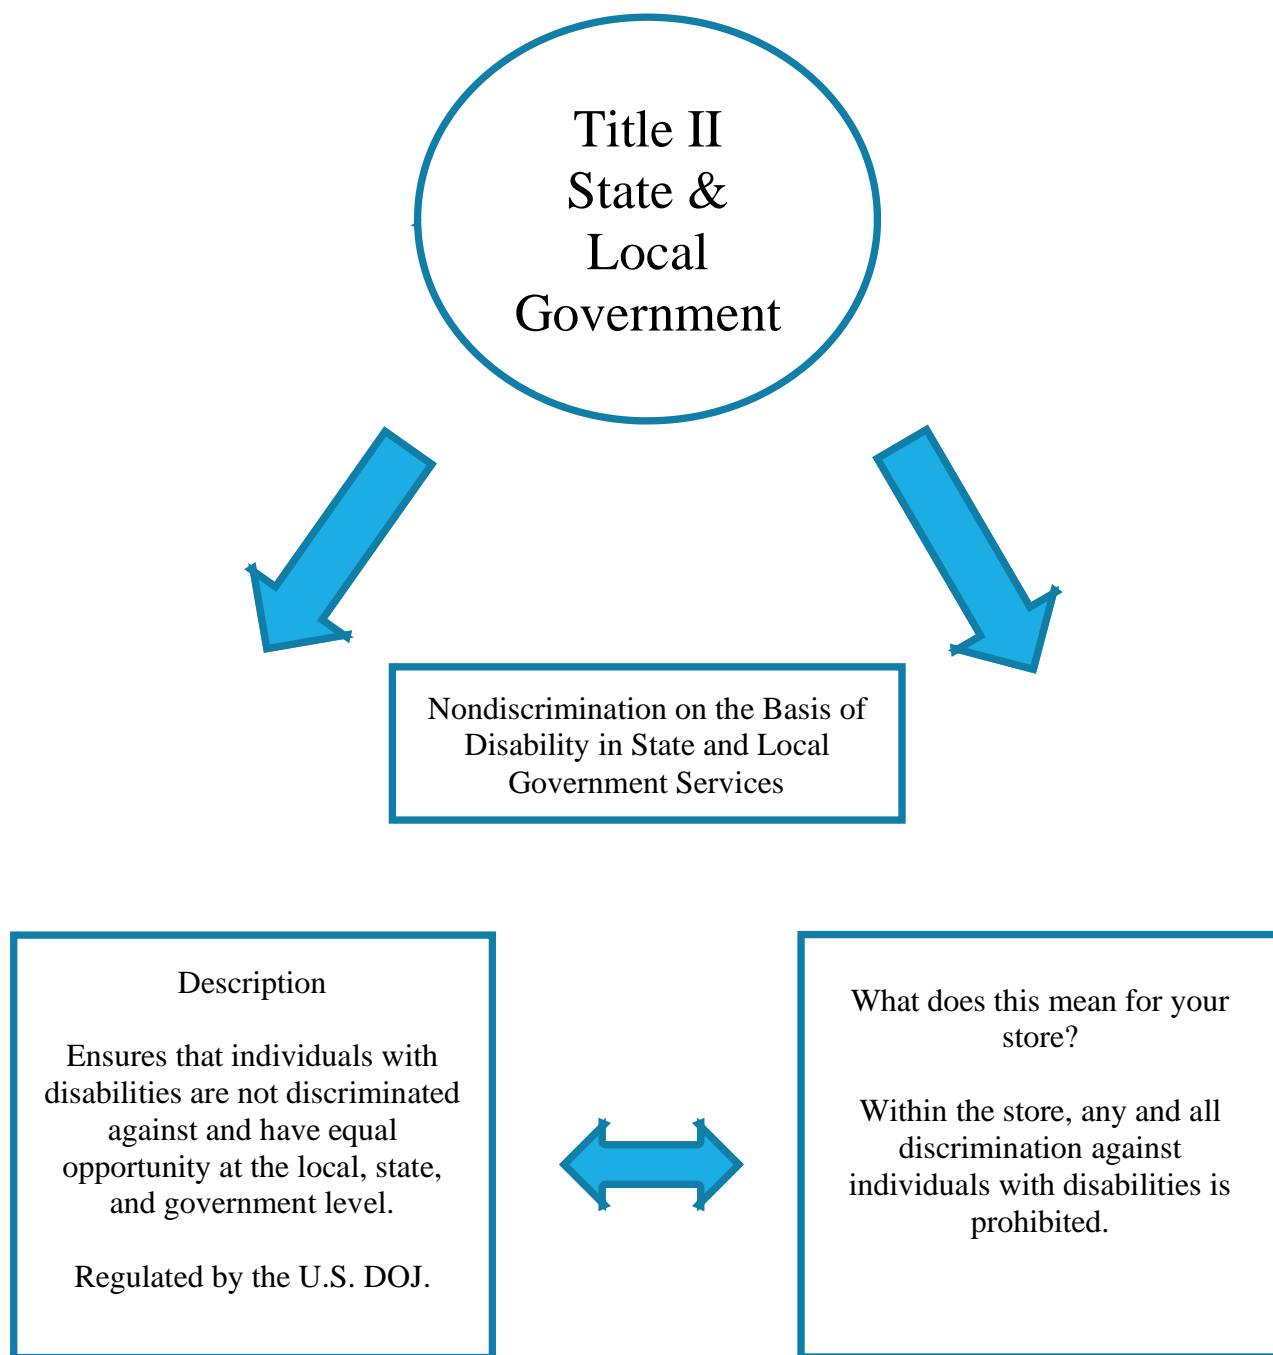 Title II
State &
Local
Government
Nondiscrimination on the Basis of
Disability in State and Local
Government Services
Description
Ensures that individuals with
disabilities are not discriminated
against and have equal
opportunity at the local, state,
and government level.
Regulated by the U.S. DOJ.
What does this mean for your
store?
Within the store, any and all
discrimination against
individuals with disabilities is
prohibited.